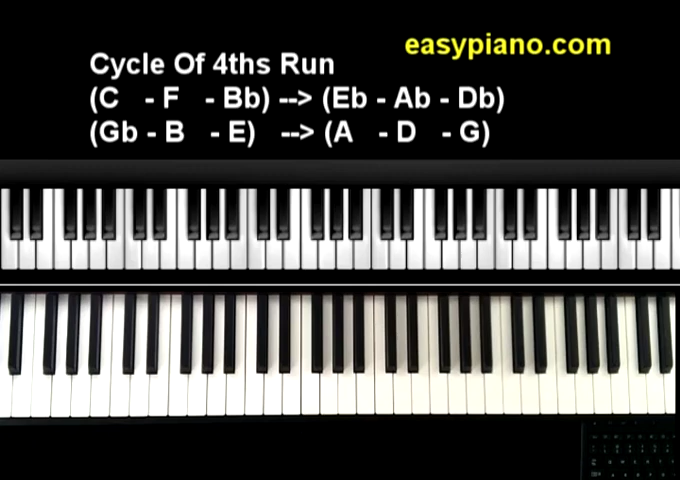 easypiano.com
Cycle Of 4ths Run
(C - F - Bb) --> (Eb - Ab - Db)
(Gb - B - E) --> (A - D - G)